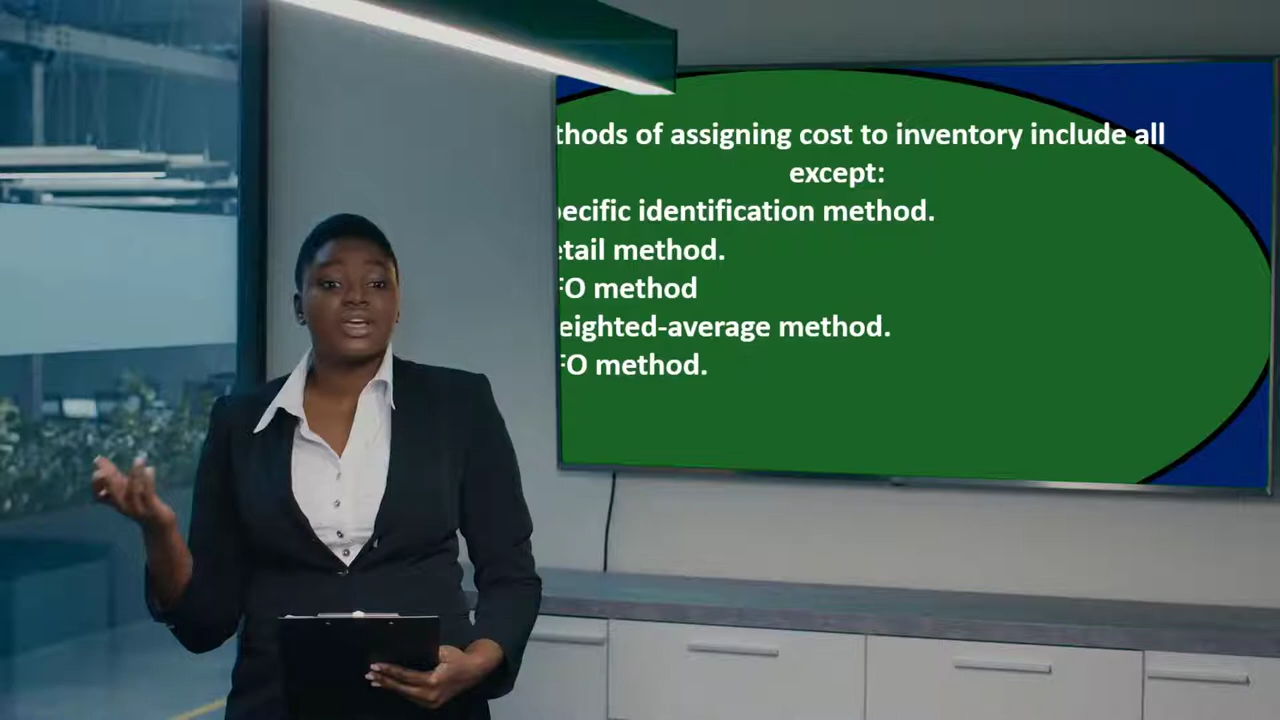 thods of assigning cost to inventory include all
except:
pecific identification method.
etail method.
FO method
eighted-average method.
FO method.